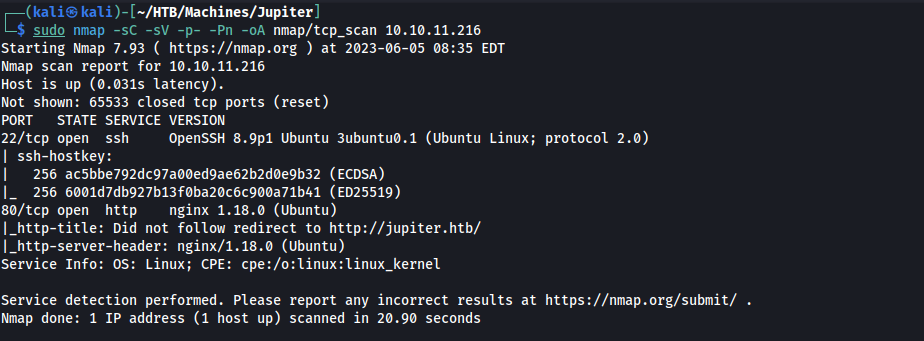 ┌──(kali㉿kali)-[~/HTB/Machines/Jupiter]
└─$ sudo nmap -sC -sV -p- -Pn -oA nmap/tcp_scan 10.10.11.216
Starting Nmap 7.93 ( https://nmap.org ) at 2023-06-05 08:35 EDT
Nmap scan report for 10.10.11.216
Host is up (0.031s latency).
Not shown: 65533 closed tcp ports (reset)
PORT   STATE SERVICE VERSION
22/tcp open  ssh     OpenSSH 8.9p1 Ubuntu 3ubuntu0.1 (Ubuntu Linux; protocol 2.0)
| ssh-hostkey:
|   256 ac5bbe792dc97a00ed9ae62b2d0e9b32 (ECDSA)
|_  256 6001d7db927b13f0ba20c6c900a71b41 (ED25519)
80/tcp open  http    nginx 1.18.0 (Ubuntu)
|_http-title: Did not follow redirect to http://jupiter.htb/
|_http-server-header: nginx/1.18.0 (Ubuntu)
Service Info: OS: Linux; CPE: cpe:/o:linux:linux_kernel

Service detection performed. Please report any incorrect results at https://nmap.org/submit/ .
Nmap done: 1 IP address (1 host up) scanned in 20.90 seconds